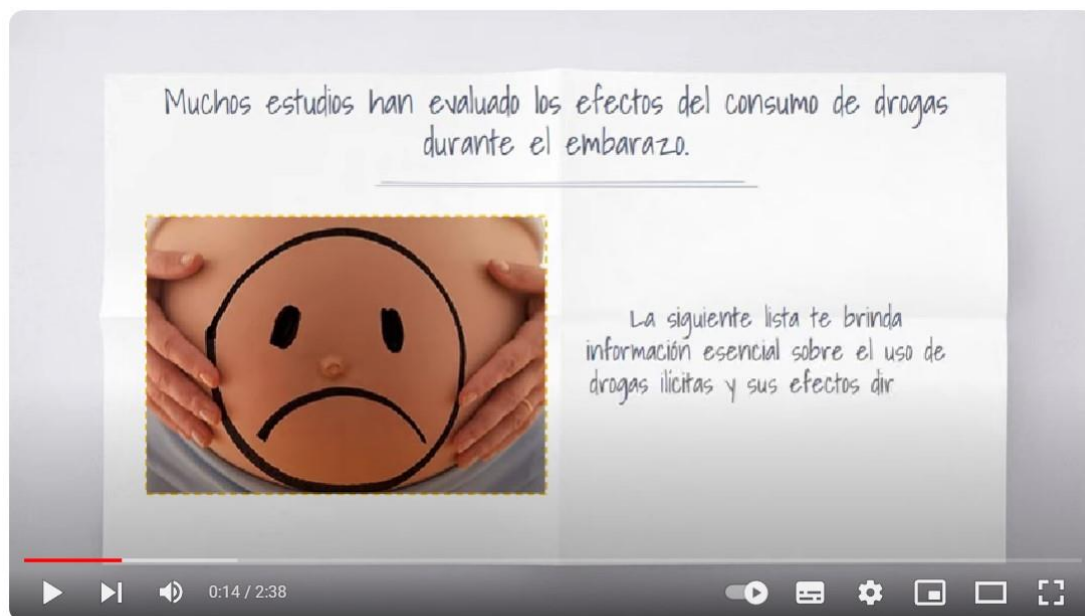 Muchos estudios han evaluado los efectos del consumo de drogas
durante el embarazo.
La siguiente lista te brinda
información esencial sobre el uso de
drogas ilícitas y sus efectos dir
0:14 / 2:38